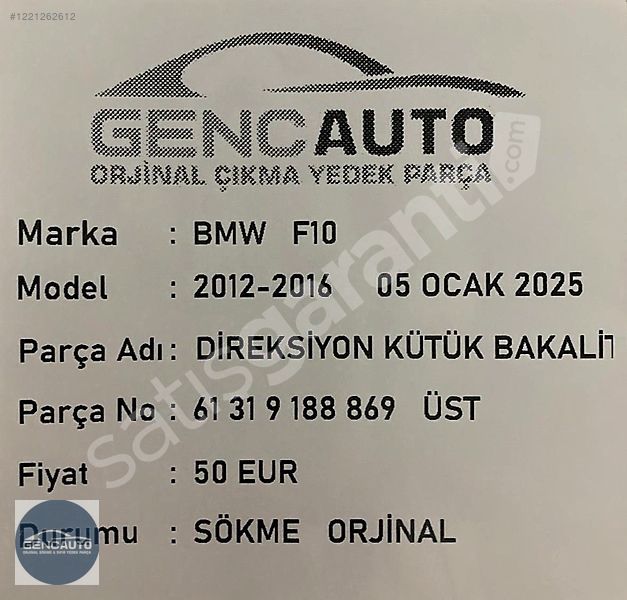 #1221262612
GENCAUTO
ORJİNAL ÇIKMA YEDEK PARÇA
Marka : BMW F10
Model : 2012-2016 05 OCAK 2025
Parça Adı : DİREKSİYON KÜTÜK BAKALİT
Parça No : 61 31 9 188 869 ÜST
Fiyat : 50 EUR
Durumu : SÖKME ORJİNAL
satışgaranti.com
GENCAUTO